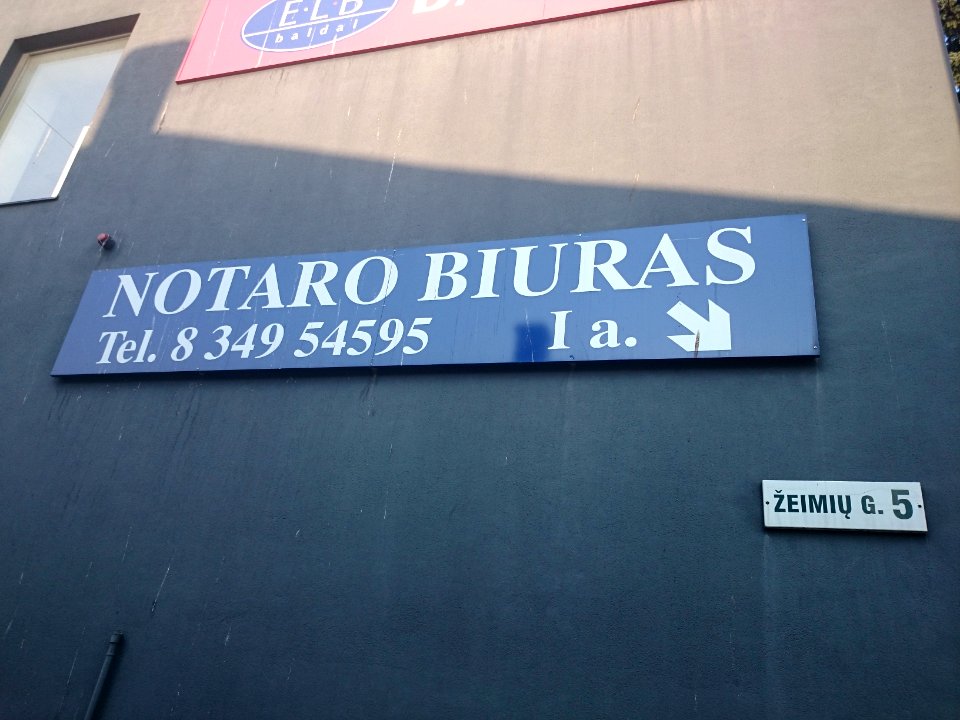 E·L·B
baldai
NOTARO BIURAS
Tel. 8 349 54595 I a.
ŽEIMIŲ G. 5